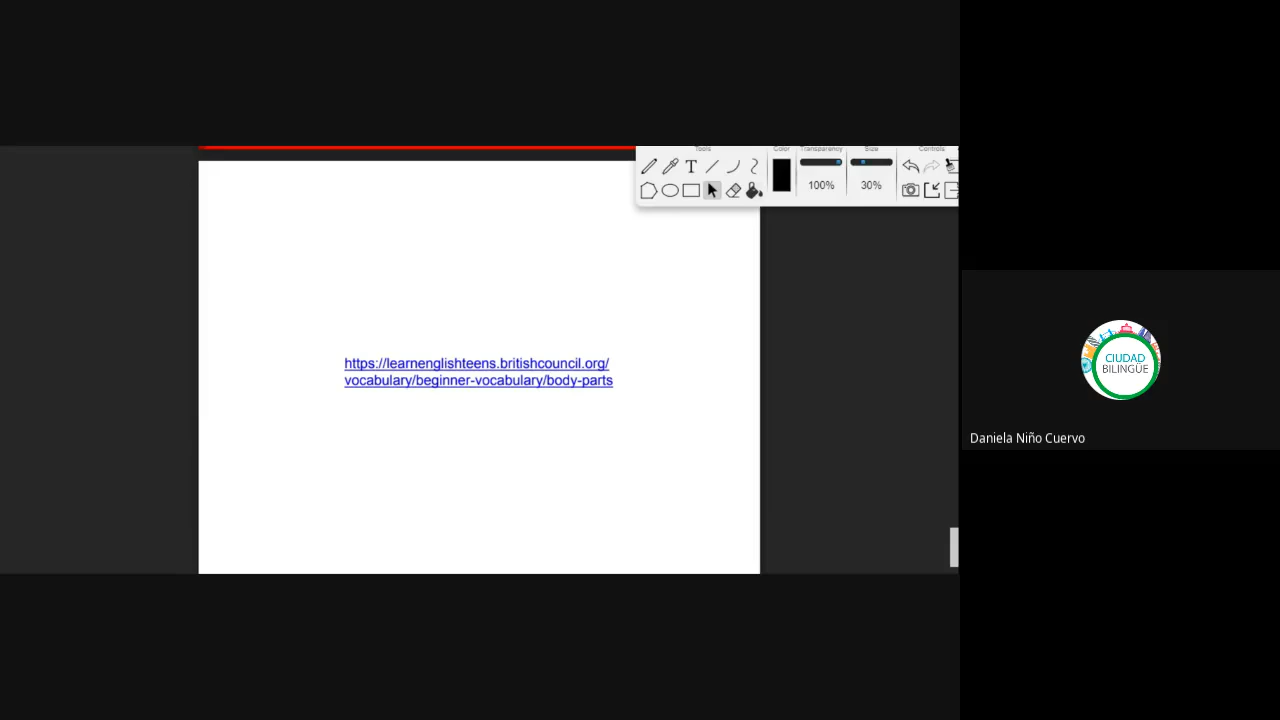 Tools
Color
Transparency
Size
Controls
T
100%
30%
https://learnenglishteens.britishcouncil.org/
vocabulary/beginner-vocabulary/body-parts
CIUDAD
BILINGÜE
Daniela Niño Cuervo